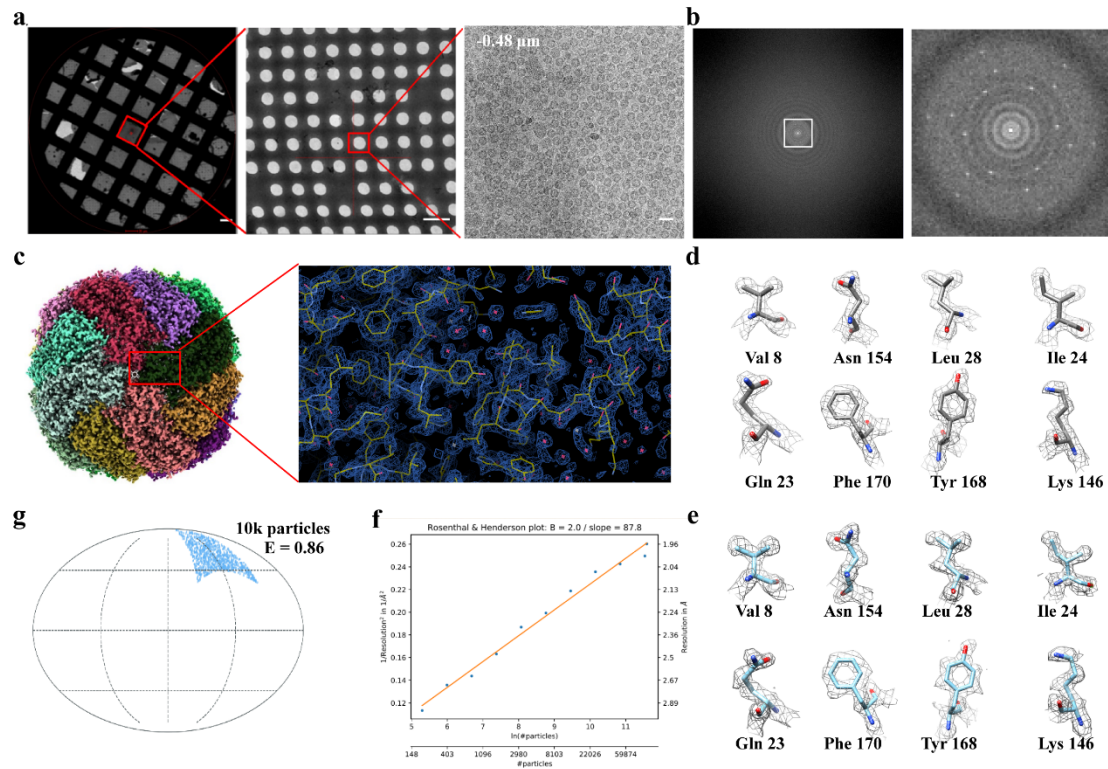 a
-0.48 μm
b
c
d
Val 8 Asn 154 Leu 28 Ile 24
Gln 23 Phe 170 Tyr 168 Lys 146
g
10k particles
E = 0.86
f
Rosenthal & Henderson plot: B = 2.0 / slope = 87.8
1/Resolution² in 1/Å²
0.26
0.24
0.22
0.20
0.18
0.16
0.14
0.12
1.96
2.04
2.13
2.24
2.36
2.5
2.67
2.89
Resolution in Å
5 6 7 8 9 10 11
ln(#particles)
148 403 1096 2980 8103 22026 59874
#particles
e
Val 8 Asn 154 Leu 28 Ile 24
Gln 23 Phe 170 Tyr 168 Lys 146